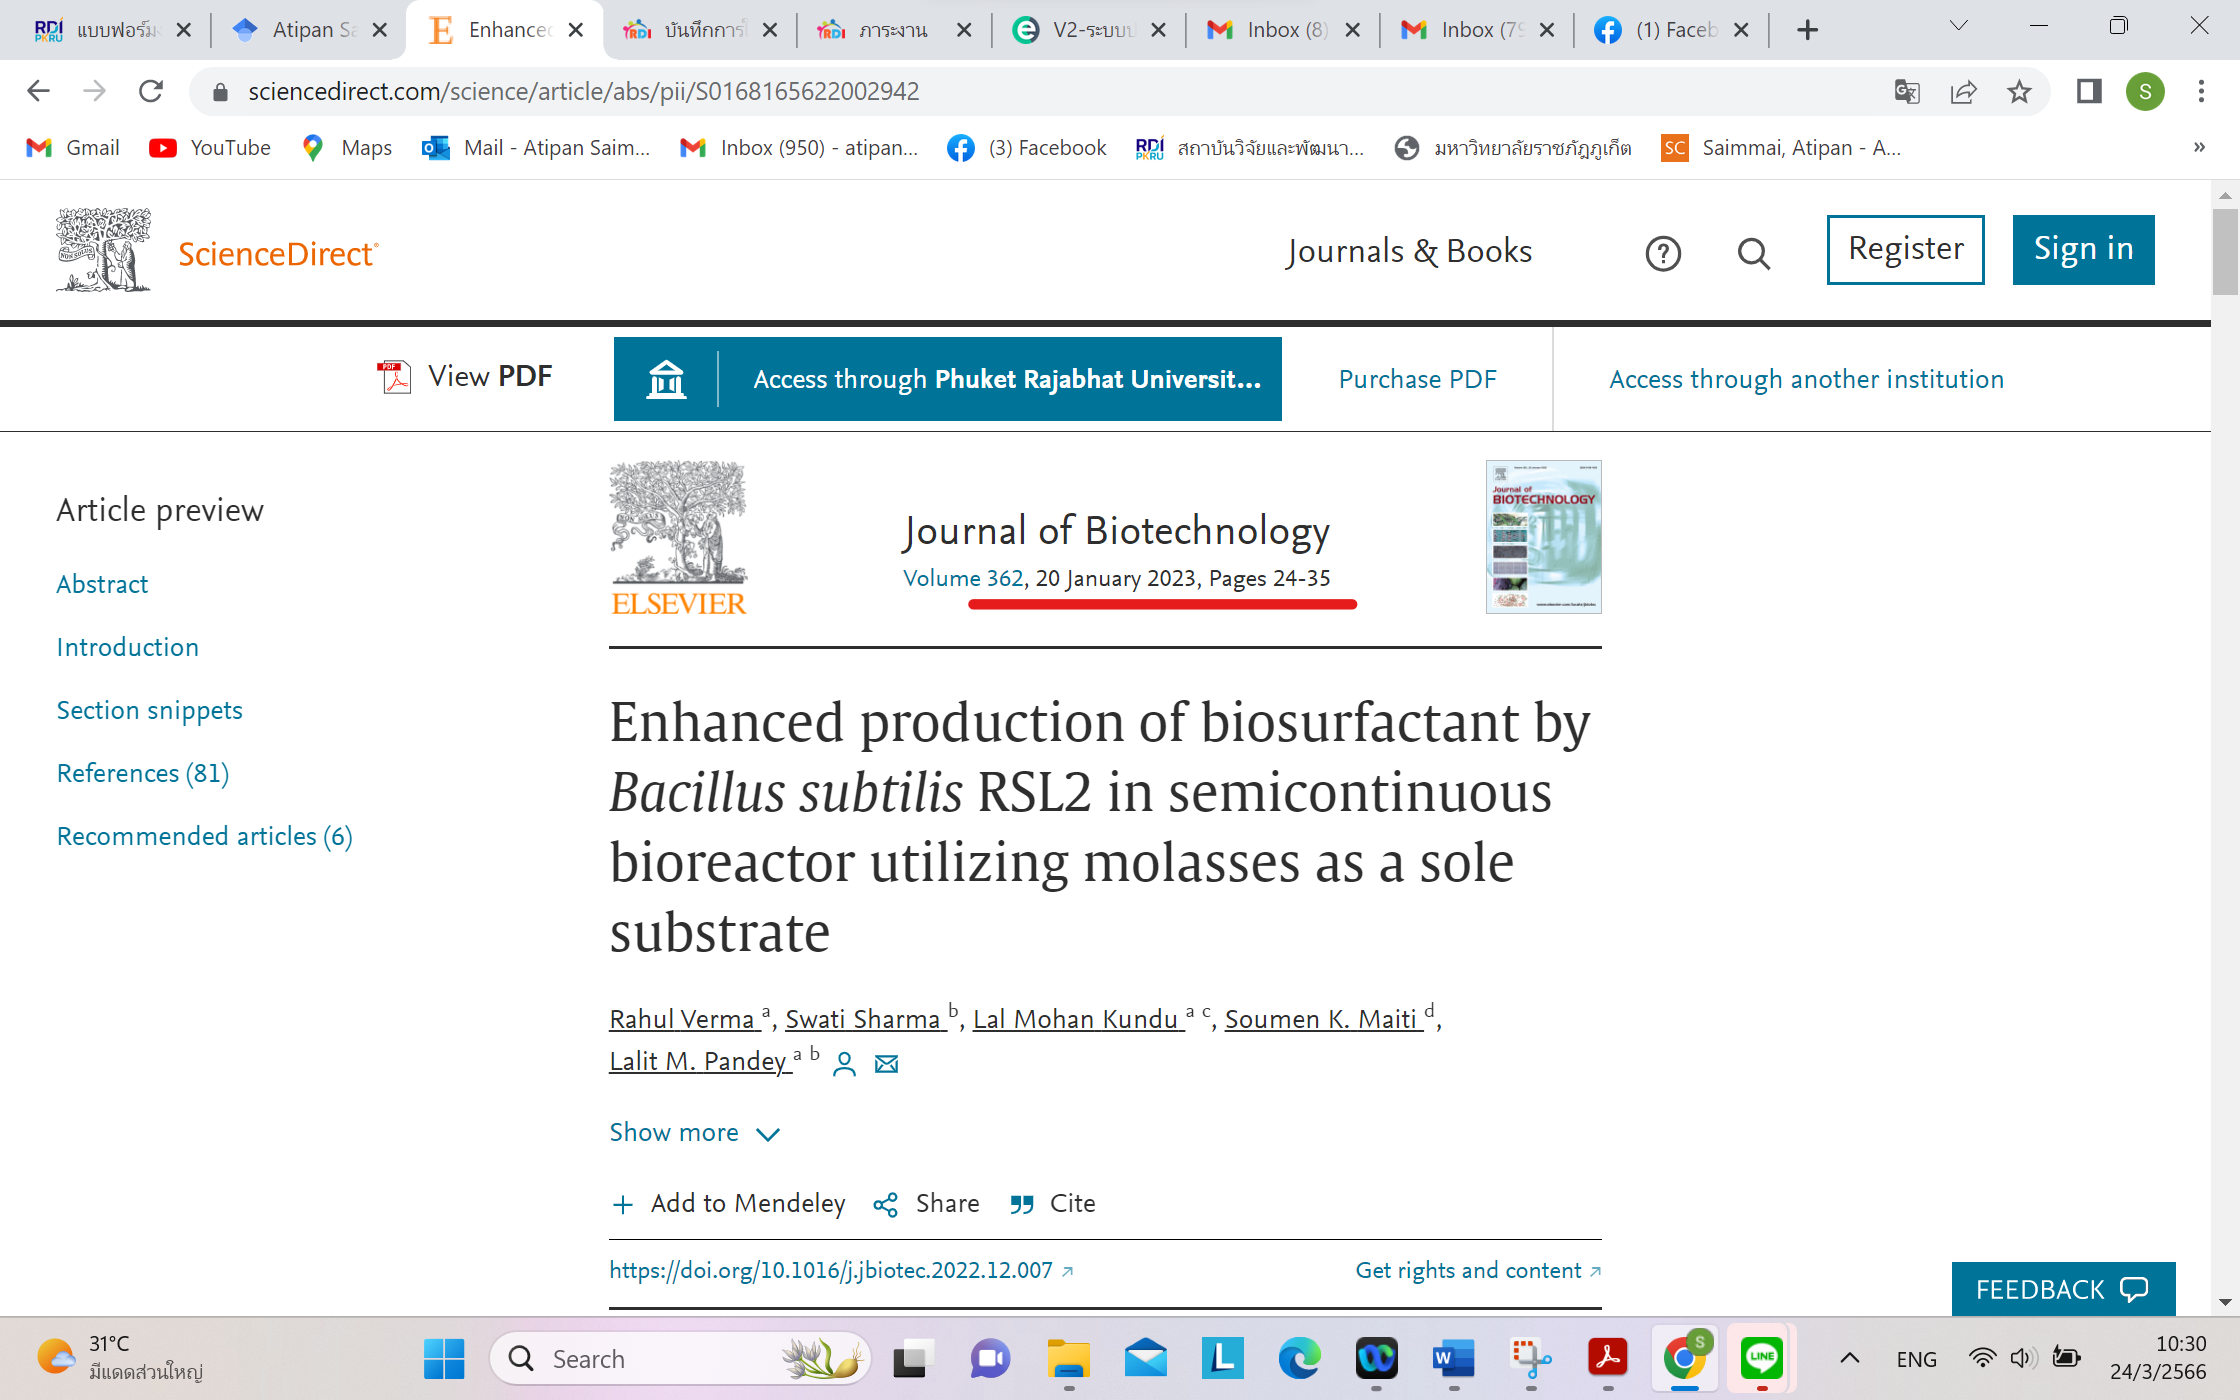 แบบฟอร์ม
Atipan Sa
Enhanced
บันทึกการ
ภาระงาน
V2-ระบบ
Inbox (8)
Inbox (79
(1) Faceb
sciencedirect.com/science/article/abs/pii/S0168165622002942
S
Gmail
YouTube
Maps
Mail - Atipan Saim...
Inbox (950) - atipan...
(3) Facebook
RDI PKRU
สถาบันวิจัยและพัฒนา...
มหาวิทยาลัยราชภัฏภูเก็ต
SC
Saimmai, Atipan - A...
»
ScienceDirect
Journals & Books
Register
Sign in
View PDF
Access through Phuket Rajabhat Universit...
Purchase PDF
Access through another institution
Article preview
Abstract
Introduction
Section snippets
References (81)
Recommended articles (6)
ELSEVIER
Journal of Biotechnology
Volume 362, 20 January 2023, Pages 24-35
Journal of
BIOTECHNOLOGY
Enhanced production of biosurfactant by
Bacillus subtilis RSL2 in semicontinuous
bioreactor utilizing molasses as a sole
substrate
Rahul Verma a, Swati Sharma b, Lal Mohan Kundu a c, Soumen K. Maiti d,
Lalit M. Pandey a b
Show more
Add to Mendeley
Share
Cite
https://doi.org/10.1016/j.jbiotec.2022.12.007
Get rights and content
FEEDBACK
31°C
มีแดดส่วนใหญ่
Search
ENG
10:30
24/3/2566